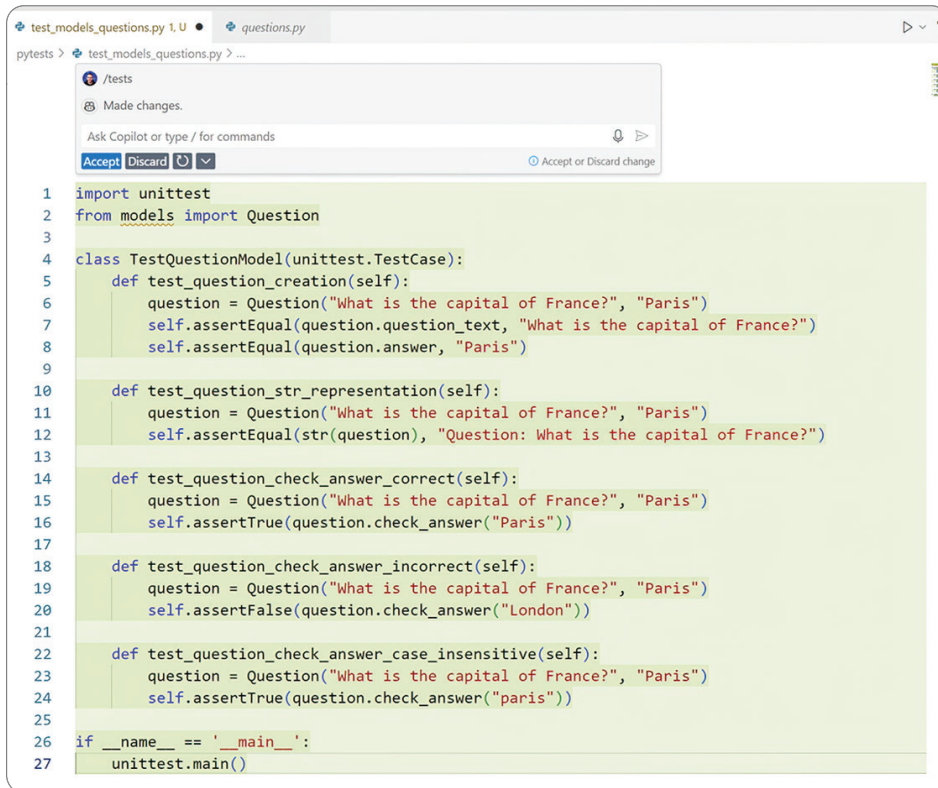 test_models_questions.py 1, U ● questions.py
pytests > test_models_questions.py > ...
/tests
Made changes.
Ask Copilot or type / for commands
Accept Discard Accept or Discard change
1 import unittest
2 from models import Question
3
4 class TestQuestionModel(unittest.TestCase):
5     def test_question_creation(self):
6         question = Question("What is the capital of France?", "Paris")
7         self.assertEqual(question.question_text, "What is the capital of France?")
8         self.assertEqual(question.answer, "Paris")
9
10     def test_question_str_representation(self):
11         question = Question("What is the capital of France?", "Paris")
12         self.assertEqual(str(question), "Question: What is the capital of France?")
13
14     def test_question_check_answer_correct(self):
15         question = Question("What is the capital of France?", "Paris")
16         self.assertTrue(question.check_answer("Paris"))
17
18     def test_question_check_answer_incorrect(self):
19         question = Question("What is the capital of France?", "Paris")
20         self.assertFalse(question.check_answer("London"))
21
22     def test_question_check_answer_case_insensitive(self):
23         question = Question("What is the capital of France?", "Paris")
24         self.assertTrue(question.check_answer("paris"))
25
26 if __name__ == '__main__':
27     unittest.main()